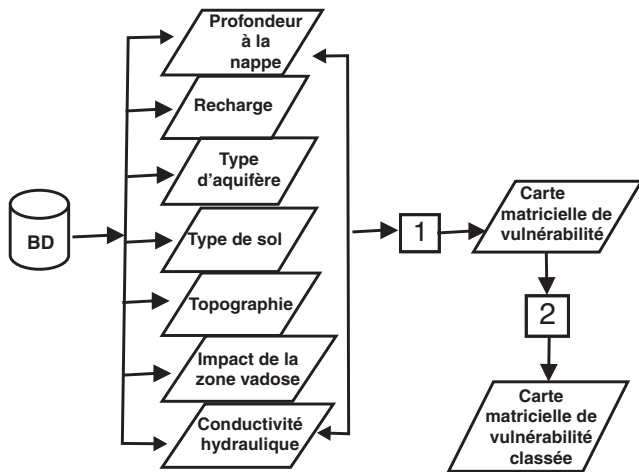 Profondeur
à la
nappe
Recharge
Type
d'aquifère
BD
Type de sol
Topographie
Impact de la
zone vadose
Conductivité
hydraulique
1
Carte
matricielle de
vulnérabilité
2
Carte
matricielle de
vulnérabilité
classée